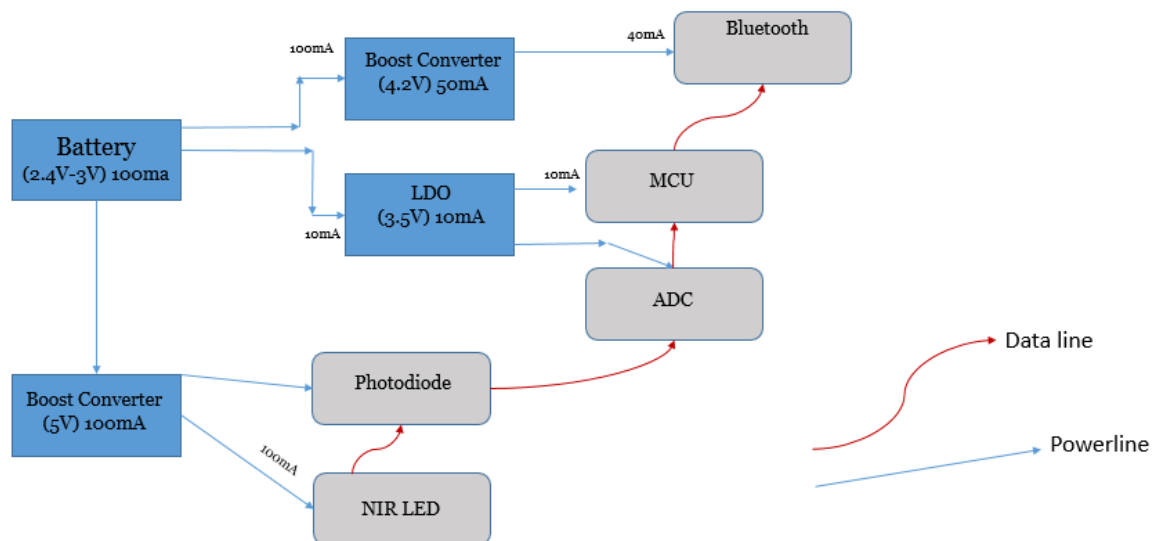 Bluetooth
40mA
100mA
Boost Converter
(4.2V) 50mA
Battery
(2.4V-3V) 100ma
MCU
10mA
LDO
(3.5V) 10mA
10mA
ADC
Data line
Photodiode
Boost Converter
(5V) 100mA
Powerline
100mA
NIR LED